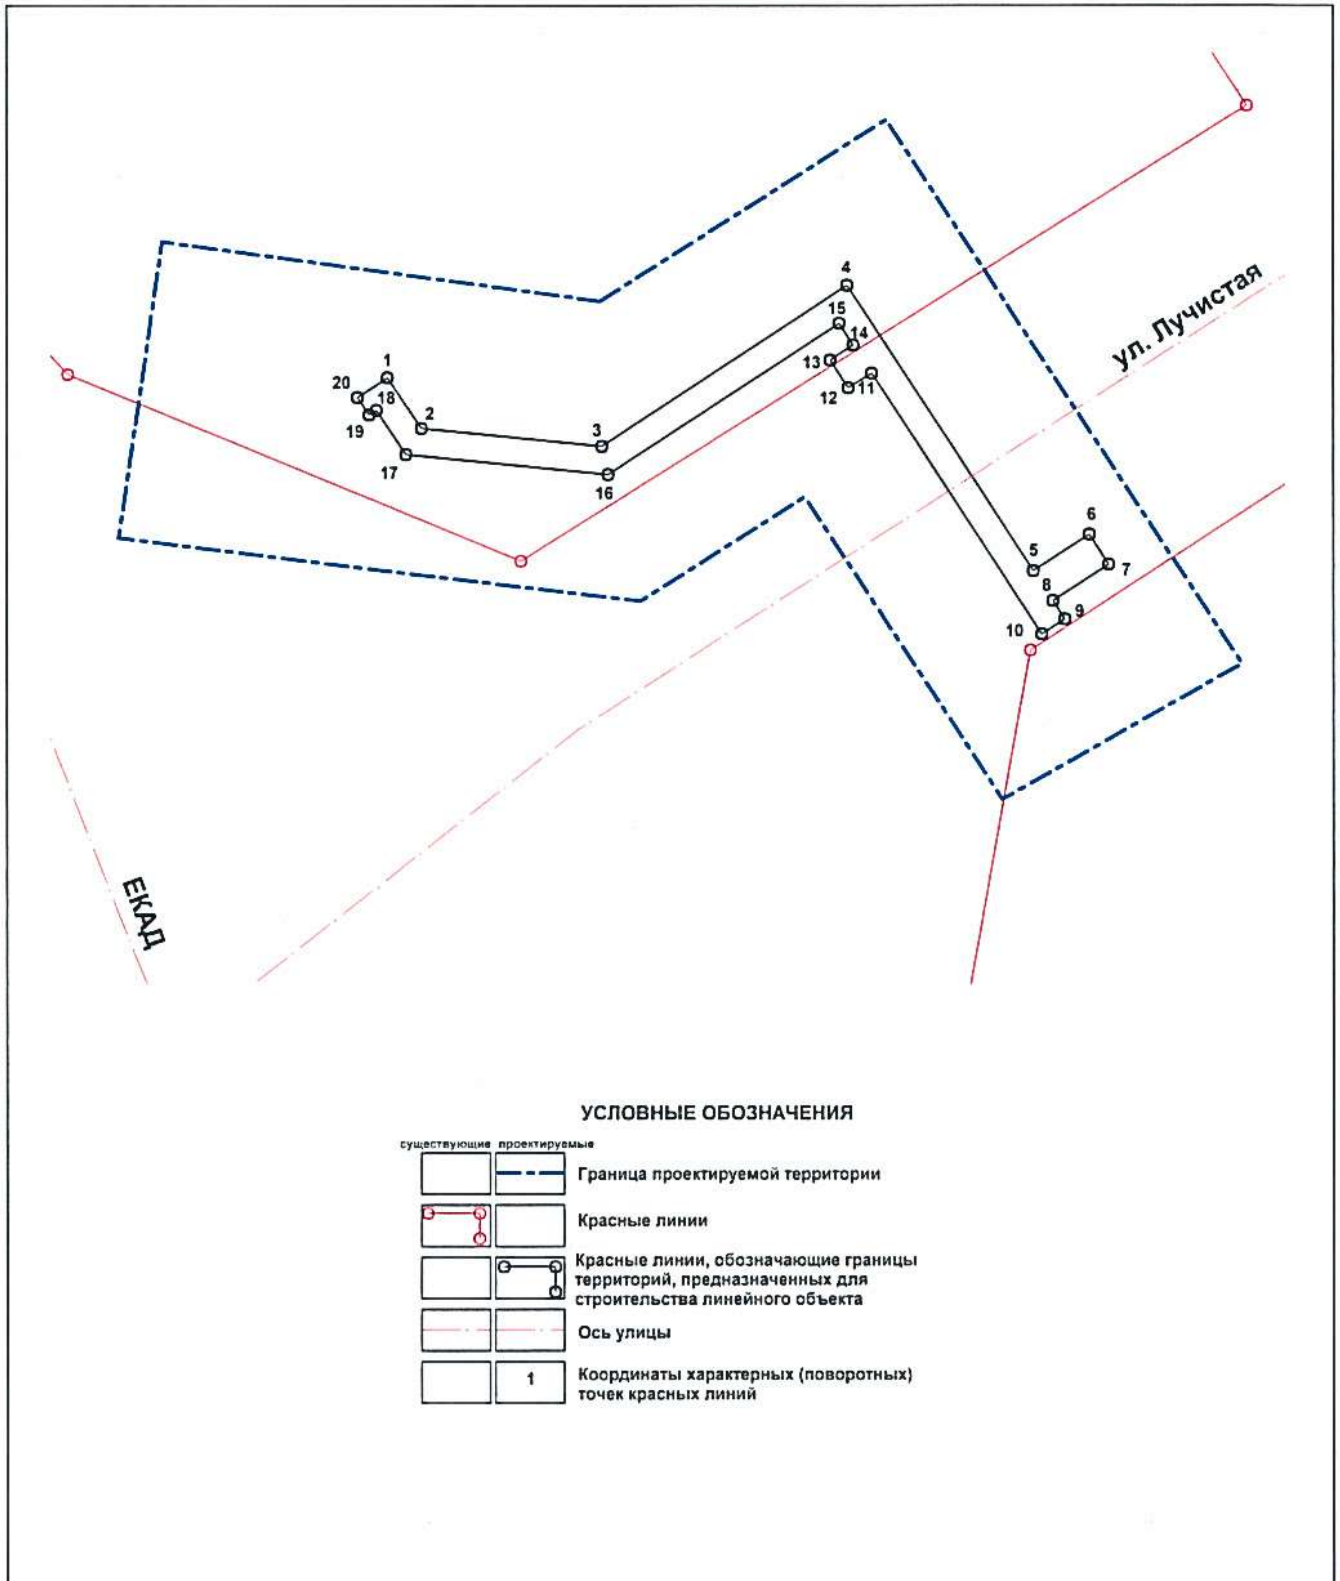 4
15
14
13
12
11
1
20
18
19
2
17
3
16
ул. Лучистая
6
5
7
8
9
10
ЕКАД
УСЛОВНЫЕ ОБОЗНАЧЕНИЯ
существующие проектируемые
Граница проектируемой территории
Красные линии
Красные линии, обозначающие границы
территорий, предназначенных для
строительства линейного объекта
Ось улицы
1
Координаты характерных (поворотных)
точек красных линий